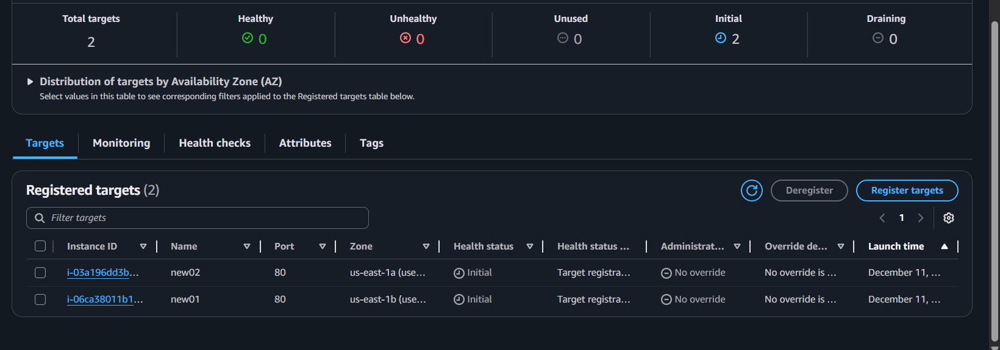 Total targets Healthy Unhealthy Unused Initial Draining
2 0 0 0 2 0
Distribution of targets by Availability Zone (AZ)
Select values in this table to see corresponding filters applied to the Registered targets table below.
Targets Monitoring Health checks Attributes Tags
Registered targets (2) Deregister Register targets
Filter targets 1
Instance ID Name Port Zone Health status Health status ... Administrat... Override de... Launch time
i-03a196dd3b... new02 80 us-east-1a (use... Initial Target registra... No override No override is ... December 11, ...
i-06ca38011b1... new01 80 us-east-1b (use... Initial Target registra... No override No override is ... December 11, ...